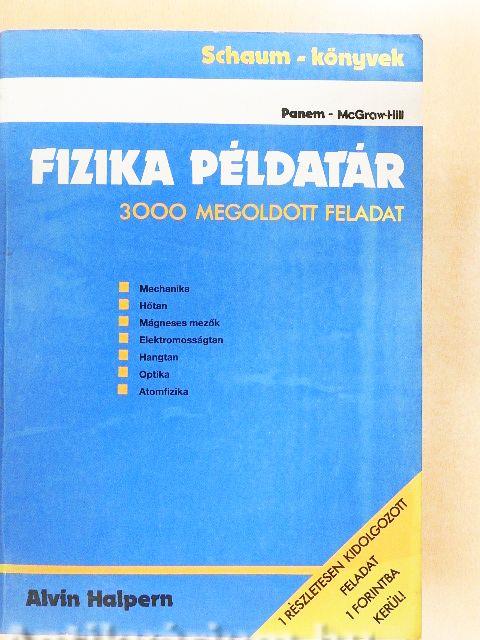 Schaum - könyvek
Panem - McGraw-Hill
FIZIKA PÉLDATÁR
3000 MEGOLDOTT FELADAT
Mechanika
Hőtan
Mágneses mezők
Elektromosságtan
Hangtan
Optika
Atomfizika
1 RÉSZLETESEN KIDOLGOZOTT
FELADAT
1 FORINTBA
KERÜL!
Alvin Halpern